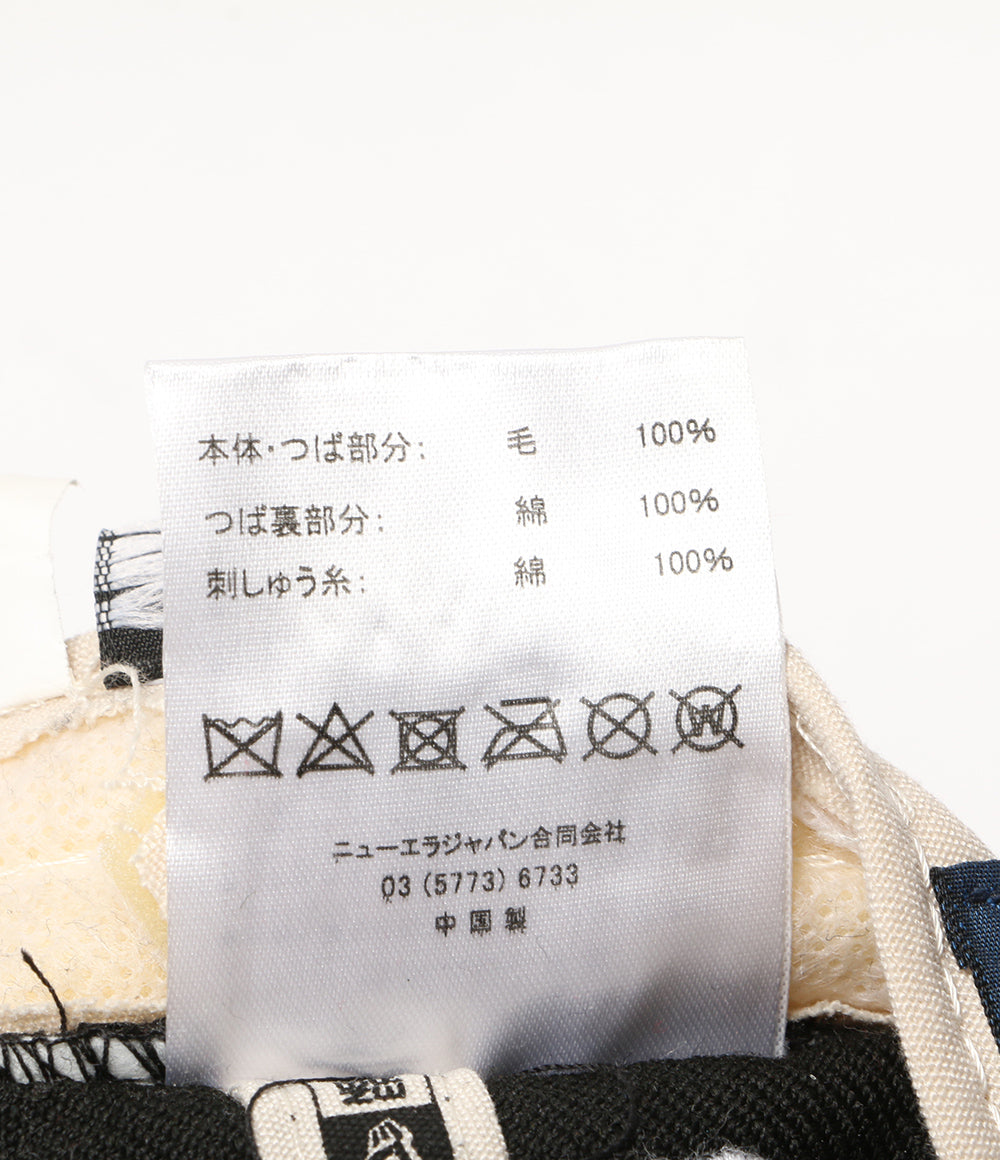 本体・つば部分: 毛 100%
つば裏部分: 綿 100%
刺しゅう糸: 綿 100%
W
ニューエラジャパン合同会社
03 (5773) 6733
中国製